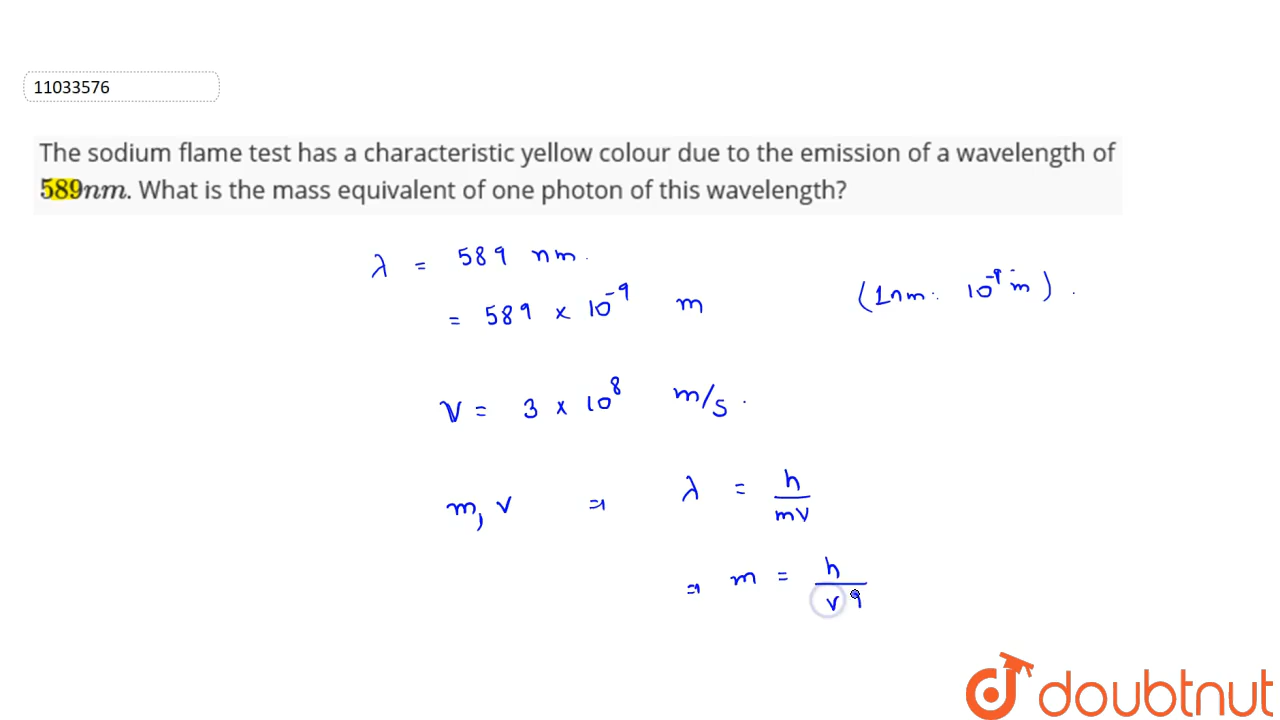 11033576
The sodium flame test has a characteristic yellow colour due to the emission of a wavelength of
589nm. What is the mass equivalent of one photon of this wavelength?
λ = 589 nm.
= 589 × 10⁻⁹ m (1nm: 10⁻⁹ m).
V = 3 × 10⁸ m/s.
m, v ⇒ λ = h/mv
⇒ m = h/v
doubtnut